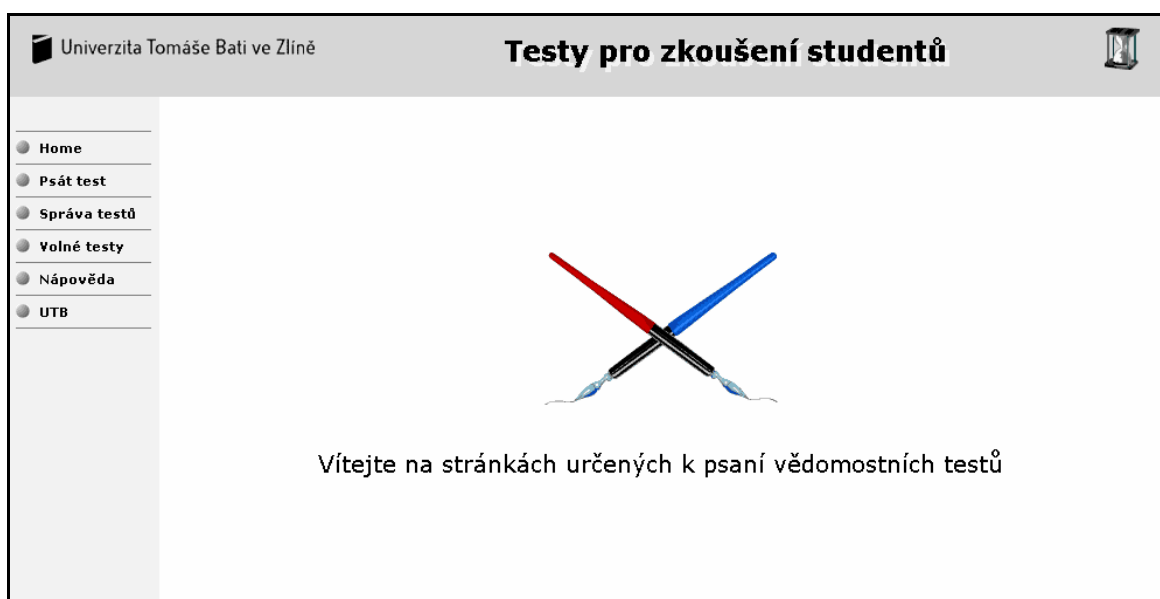 Univerzita Tomáše Bati ve Zlíně
Testy pro zkoušení studentů
Home
Psát test
Správa testů
Volné testy
Nápověda
UTB
Vítejte na stránkách určených k psaní vědomostních testů